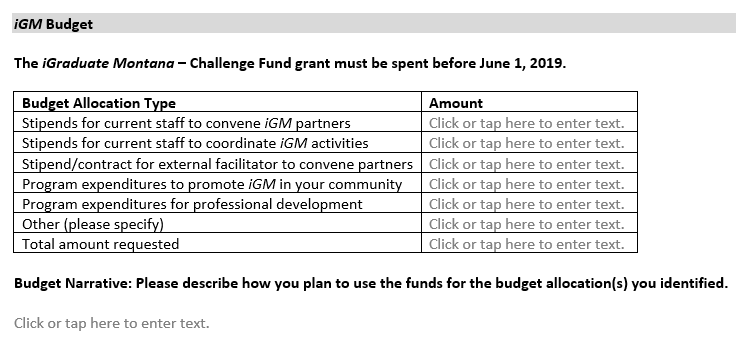 iGM Budget
The iGraduate Montana – Challenge Fund grant must be spent before June 1, 2019.
Budget Allocation Type Amount
Stipends for current staff to convene iGM partners Click or tap here to enter text.
Stipends for current staff to coordinate iGM activities Click or tap here to enter text.
Stipend/contract for external facilitator to convene partners Click or tap here to enter text.
Program expenditures to promote iGM in your community Click or tap here to enter text.
Program expenditures for professional development Click or tap here to enter text.
Other (please specify) Click or tap here to enter text.
Total amount requested Click or tap here to enter text.
Budget Narrative: Please describe how you plan to use the funds for the budget allocation(s) you identified.
Click or tap here to enter text.